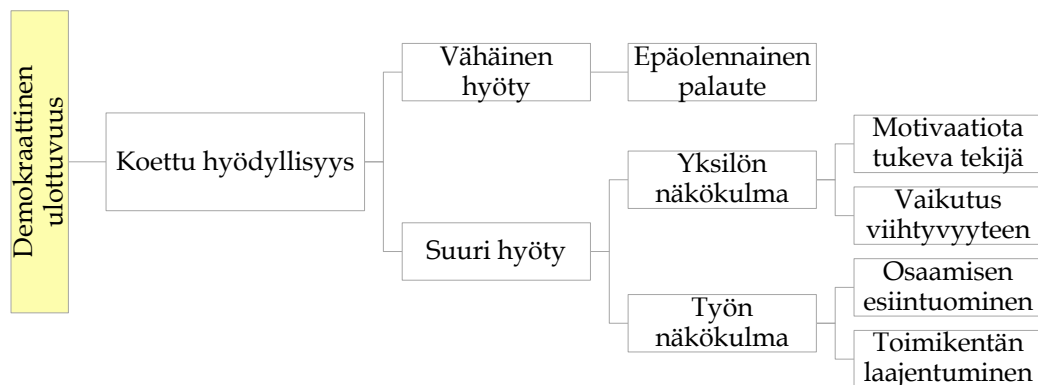 Demokraattinen
ulottuvuus
Koettu hyödyllisyys
Vähäinen
hyöty
Epäolennainen
palaute
Suuri hyöty
Yksilön
näkökulma
Motivaatiota
tukeva tekijä
Vaikutus
viihtyvyyteen
Työn
näkökulma
Osaamisen
esiintuominen
Toimikentän
laajentuminen